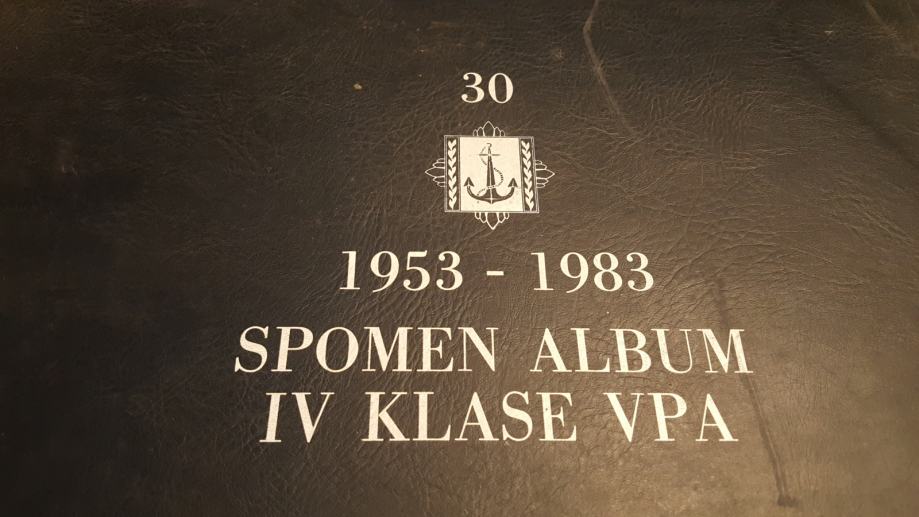 30
1953 - 1983
SPOMEN ALBUM
IV KLASE VPA